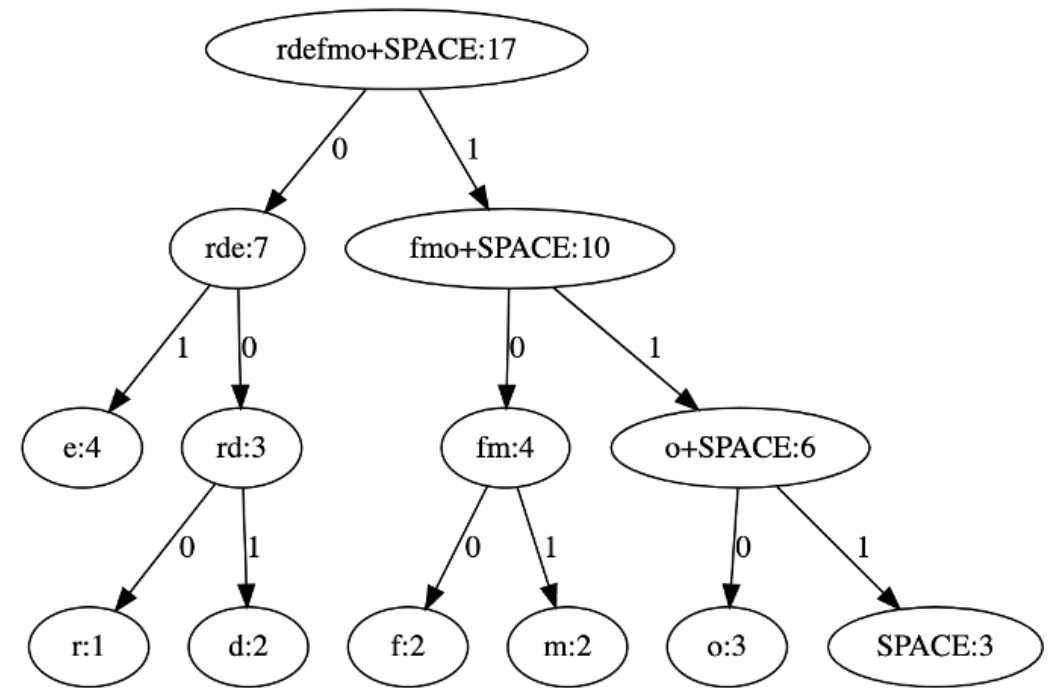 rdefmo+SPACE:17
0 1
rde:7 fmo+SPACE:10
1 0 0 1
e:4 rd:3 fm:4 o+SPACE:6
0 1 0 1 0 1
r:1 d:2 f:2 m:2 o:3 SPACE:3